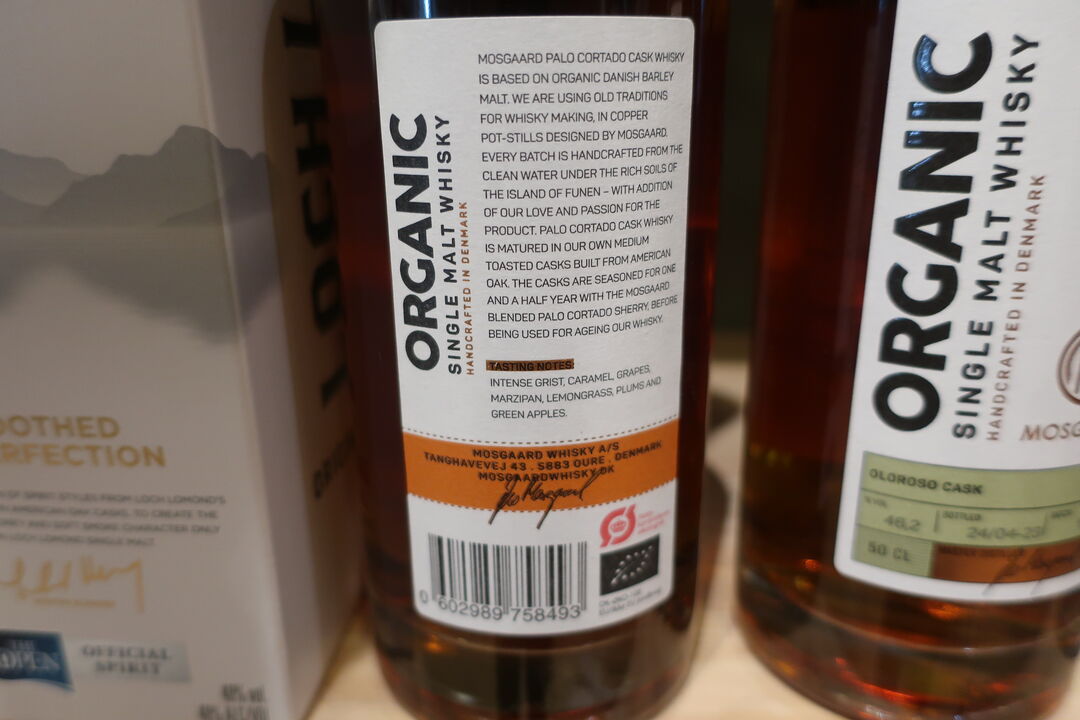 OOTHED
RFECTION
OFFICIAL
SPIRIT
ORGANIC
SINGLE MALT WHISKY
HANDCRAFTED IN DENMARK
MOSGAARD PALO CORTADO CASK WHISKY
IS BASED ON ORGANIC DANISH BARLEY
MALT. WE ARE USING OLD TRADITIONS
FOR WHISKY MAKING, IN COPPER
POT-STILLS DESIGNED BY MOSGAARD.
EVERY BATCH IS HANDCRAFTED FROM THE
CLEAN WATER UNDER THE RICH SOILS OF
THE ISLAND OF FUNEN – WITH ADDITION
OF OUR LOVE AND PASSION FOR THE
PRODUCT. PALO CORTADO CASK WHISKY
IS MATURED IN OUR OWN MEDIUM
TOASTED CASKS BUILT FROM AMERICAN
OAK. THE CASKS ARE SEASONED FOR ONE
AND A HALF YEAR WITH THE MOSGAARD
BLENDED PALO CORTADO SHERRY, BEFORE
BEING USED FOR AGEING OUR WHISKY.
TASTING NOTES:
INTENSE GRIST, CARAMEL, GRAPES,
MARZIPAN, LEMONGRASS, PLUMS AND
GREEN APPLES.
MOSGAARD WHISKY A/S
TANGHAVEVEJ 43 . 5883 OURE . DENMARK
MOSGAARDWHISKY.DK
0 602989 758493
ORGANIC
SINGLE MALT WHISKY
HANDCRAFTED IN DENMARK
MOSG
OLOROSO CASK
48,2
50 CL